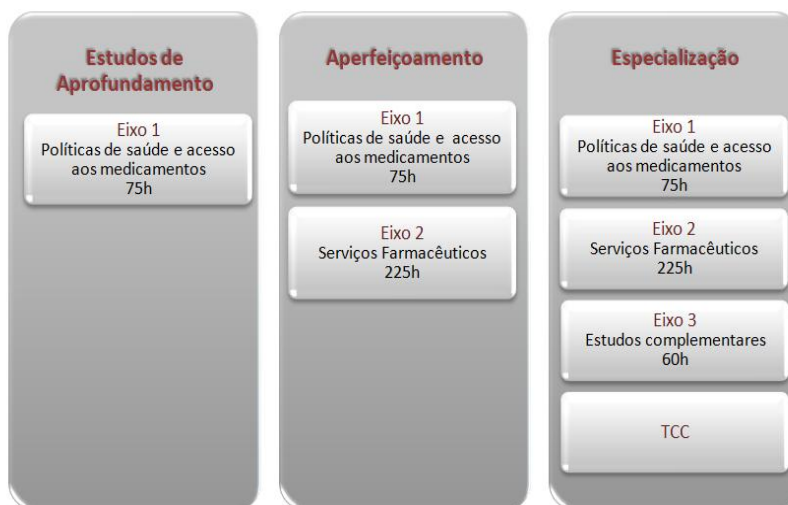 Estudos de
Aprofundamento
Eixo 1
Políticas de saúde e acesso
aos medicamentos
75h
Aperfeiçoamento
Eixo 1
Políticas de saúde e acesso
aos medicamentos
75h
Eixo 2
Serviços Farmacêuticos
225h
Especialização
Eixo 1
Políticas de saúde e acesso
aos medicamentos
75h
Eixo 2
Serviços Farmacêuticos
225h
Eixo 3
Estudos complementares
60h
TCC